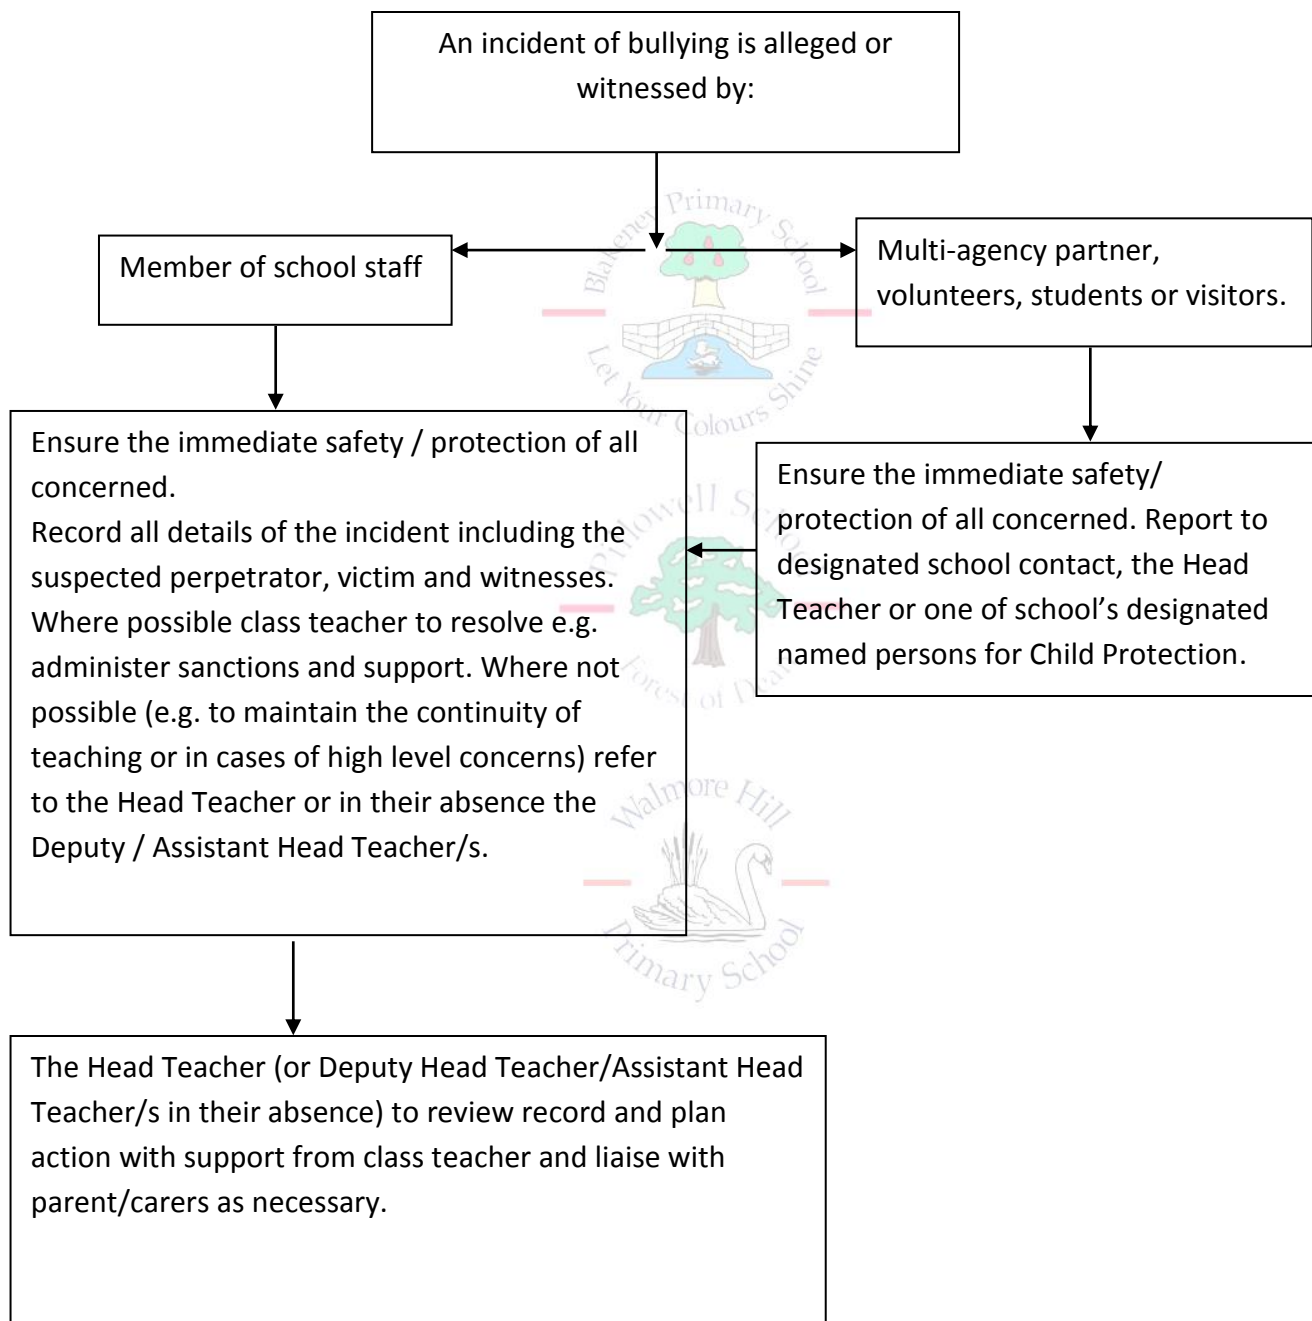 An incident of bullying is alleged or
witnessed by:
Blakeney Primary School
Let Your Colours Shine
Member of school staff
Multi-agency partner,
volunteers, students or visitors.
Ensure the immediate safety / protection of all
concerned.
Record all details of the incident including the
suspected perpetrator, victim and witnesses.
Where possible class teacher to resolve e.g.
administer sanctions and support. Where not
possible (e.g. to maintain the continuity of
teaching or in cases of high level concerns) refer
to the Head Teacher or in their absence the
Deputy / Assistant Head Teacher/s.
Ensure the immediate safety/
protection of all concerned. Report to
designated school contact, the Head
Teacher or one of school’s designated
named persons for Child Protection.
Pillowell School
Forest of Dean
Walmore Hill
Primary School
The Head Teacher (or Deputy Head Teacher/Assistant Head
Teacher/s in their absence) to review record and plan
action with support from class teacher and liaise with
parent/carers as necessary.